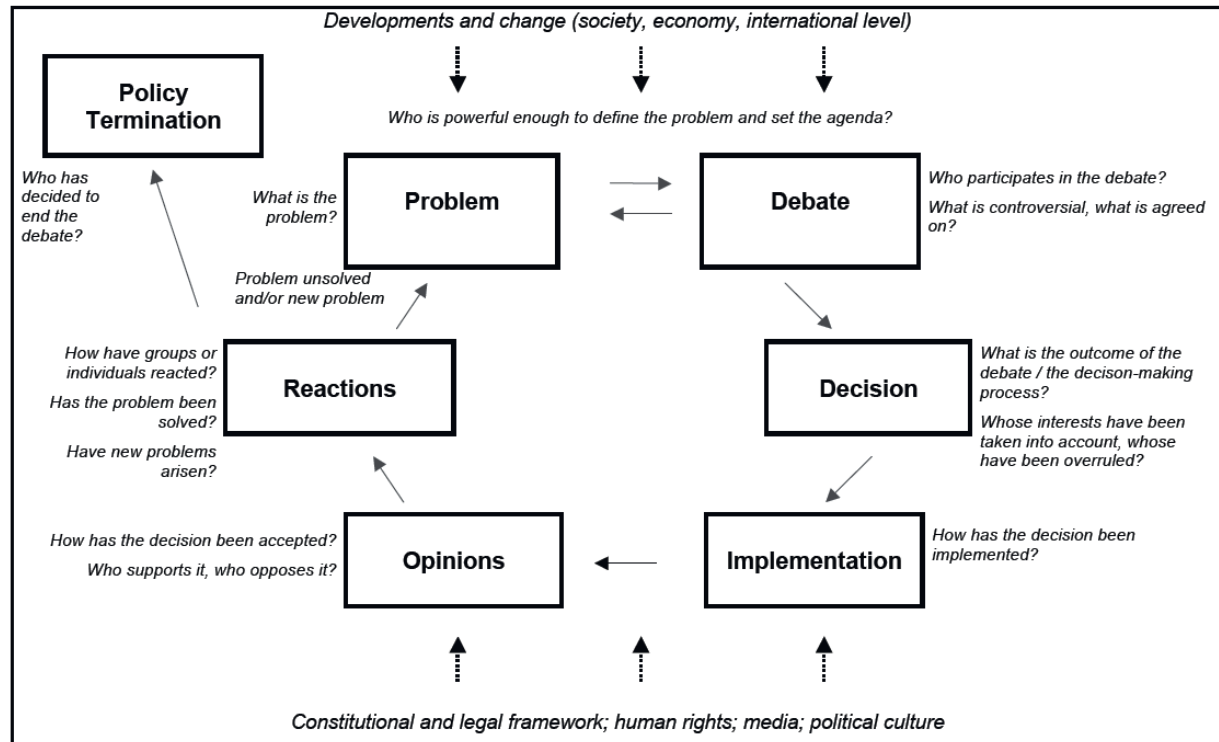 Developments and change (society, economy, international level)
Policy
Termination
Who is powerful enough to define the problem and set the agenda?
Who has
decided to
end the
debate?
What is the
problem?
Problem
Debate
Who participates in the debate?
What is controversial, what is agreed
on?
Problem unsolved
and/or new problem
How have groups or
individuals reacted?
Has the problem been
solved?
Have new problems
arisen?
Reactions
Decision
What is the outcome of the
debate / the decison-making
process?
Whose interests have been
taken into account, whose
have been overruled?
How has the decision been accepted?
Who supports it, who opposes it?
Opinions
Implementation
How has the decision been
implemented?
Constitutional and legal framework; human rights; media; political culture